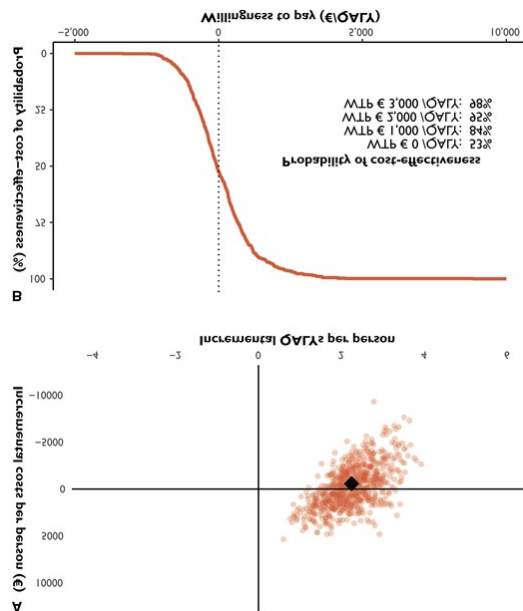 A
Incremental costs per person (€)
10000
5000
0
-5000
-10000
-4 -2 0 2 4 6
Incremental QALYs per person
B
Probability of cost-effectiveness (%)
100
75
50
25
0
Probability of cost-effectiveness
WTP € 0 /QALY: 53%
WTP € 1,000 /QALY: 84%
WTP € 2,000 /QALY: 95%
WTP € 3,000 /QALY: 98%
-5,000 0 5,000 10,000
Willingness to pay (€/QALY)